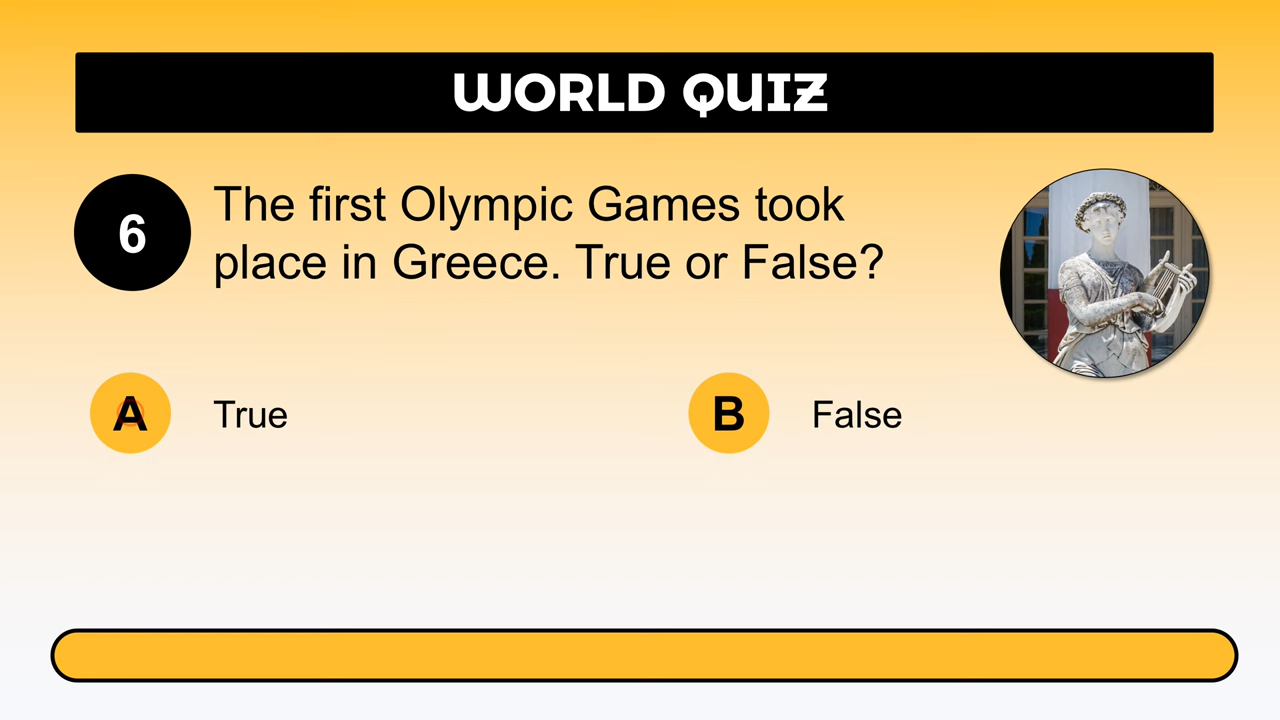 WORLD QUIZ
6
The first Olympic Games took
place in Greece. True or False?
A True
B False